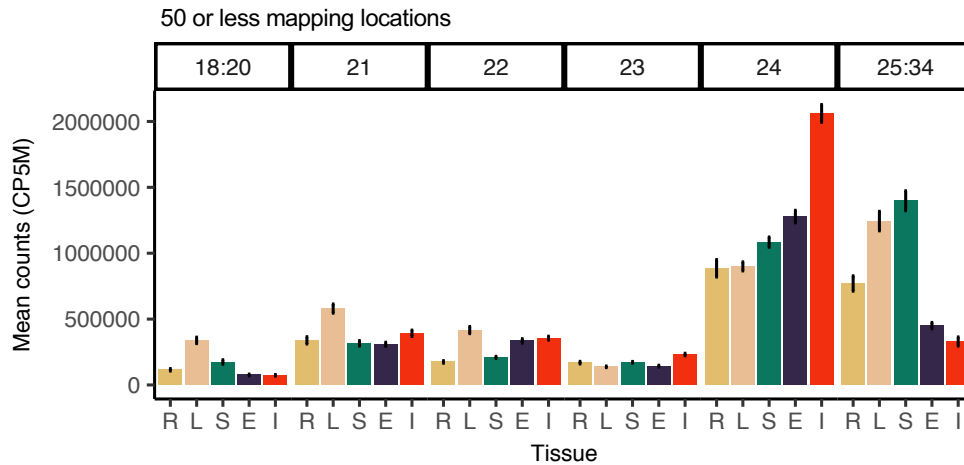 50 or less mapping locations
18:20 21 22 23 24 25:34
Mean counts (CP5M)
2000000
1500000
1000000
500000
0
R L S E I R L S E I R L S E I R L S E I R L S E I R L S E I
Tissue